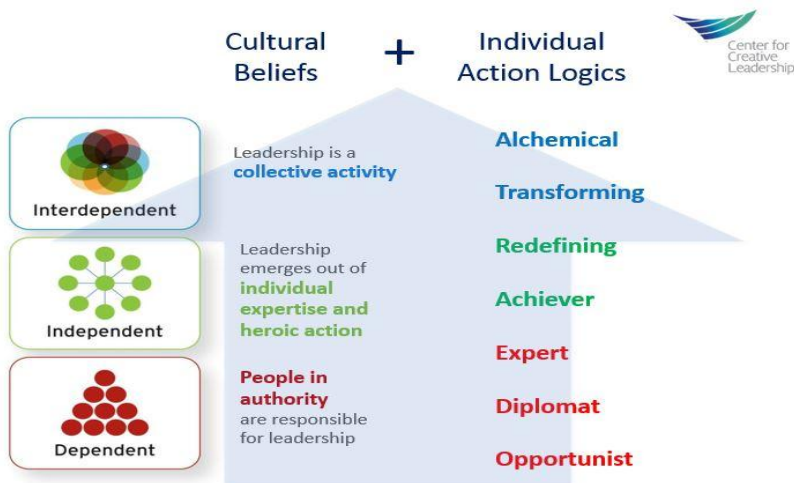 Cultural
Beliefs
+
Individual
Action Logics
Center for
Creative
Leadership
Interdependent
Leadership is a
collective activity
Alchemical
Transforming
Independent
Leadership
emerges out of
individual
expertise and
heroic action
Redefining
Achiever
Dependent
People in
authority
are responsible
for leadership
Expert
Diplomat
Opportunist